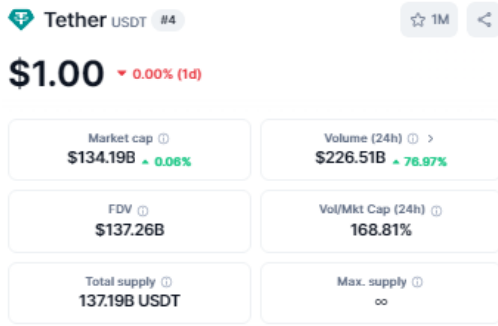 Tether USDT #4
1M
$1.00 0.00% (1d)
Market cap
$134.19B 0.06%
Volume (24h) >
$226.51B 76.97%
FDV
$137.26B
Vol/Mkt Cap (24h)
168.81%
Total supply
137.19B USDT
Max. supply
∞